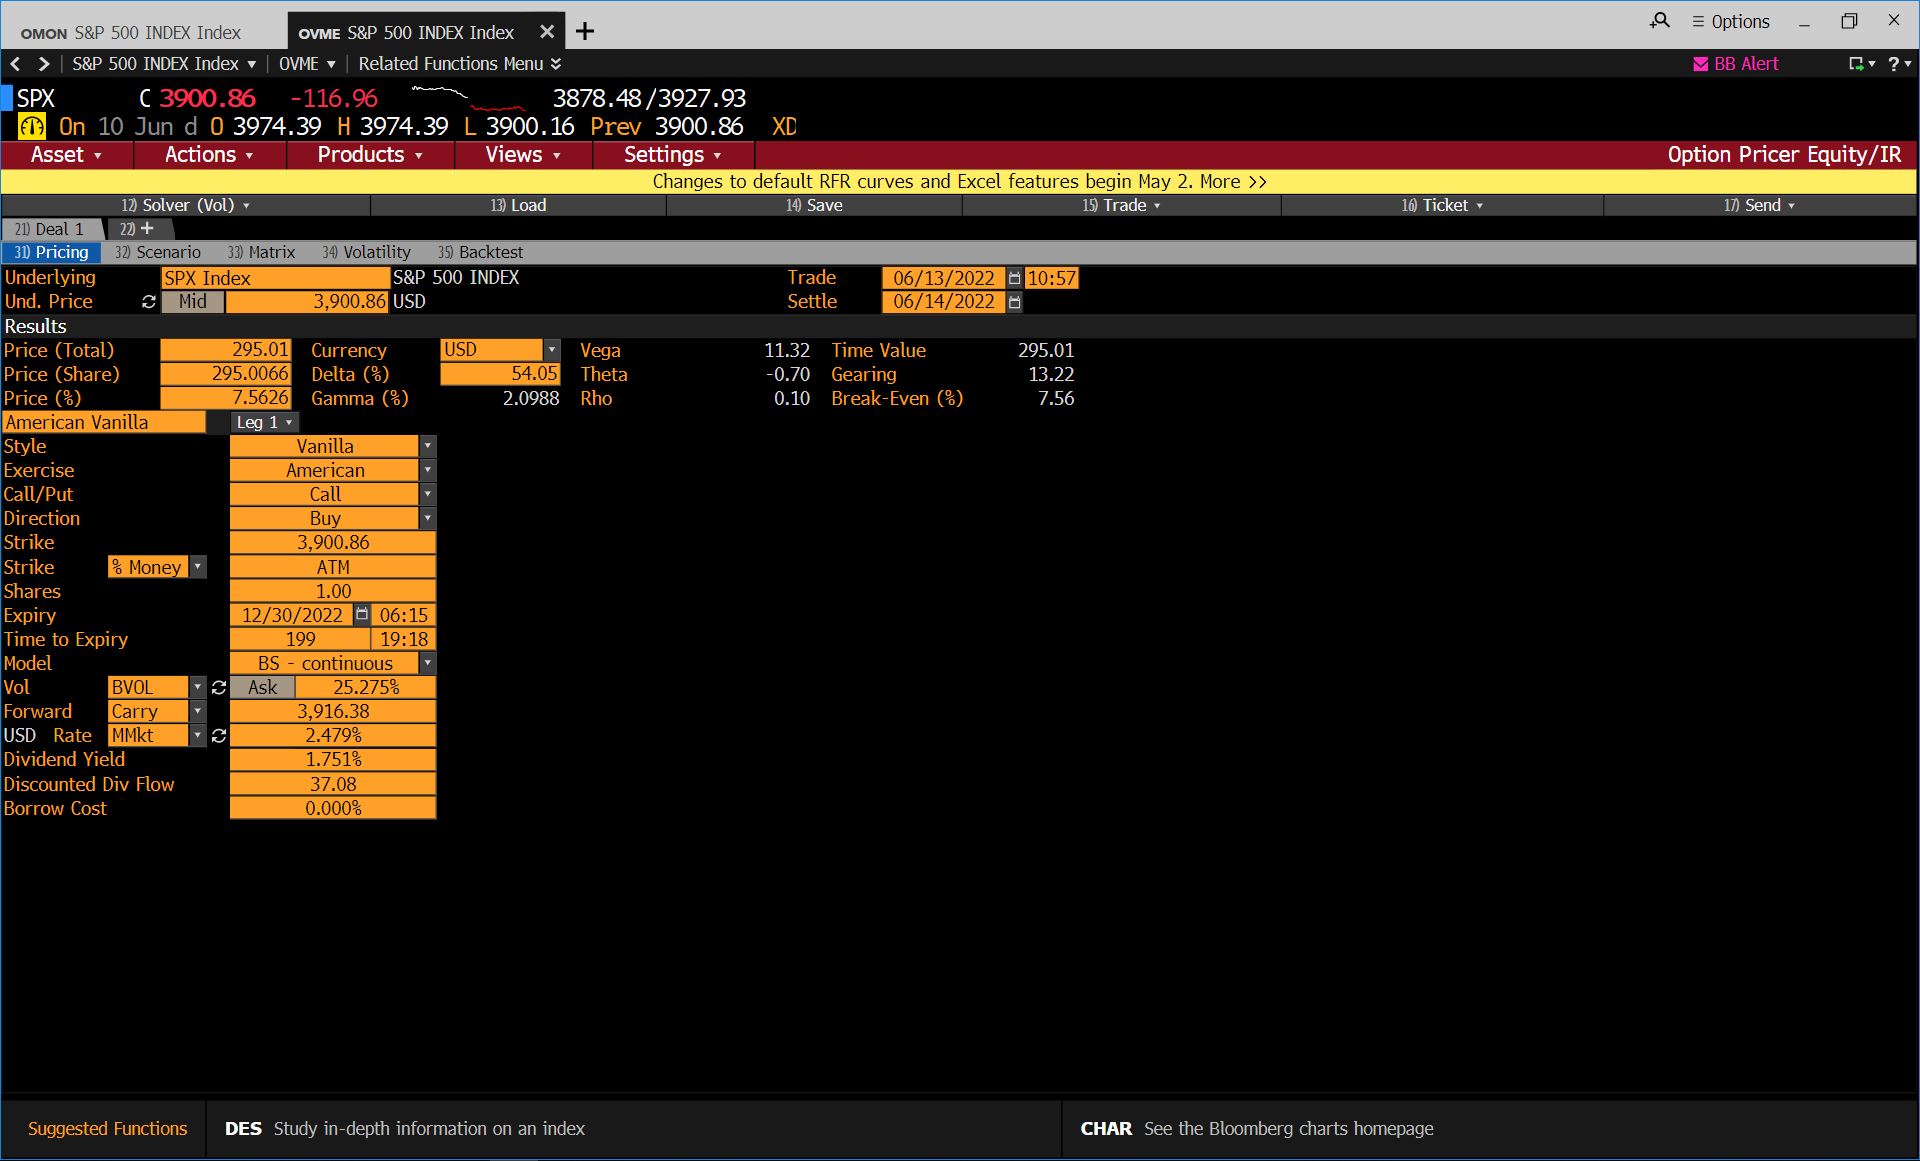 OMON S&P 500 INDEX Index OVME S&P 500 INDEX Index Options
S&P 500 INDEX Index OVME Related Functions Menu BB Alert ?
SPX C 3900.86 -116.96 3878.48/3927.93
On 10 Jun d O 3974.39 H 3974.39 L 3900.16 Prev 3900.86 XD
Asset Actions Products Views Settings Option Pricer Equity/IR
Changes to default RFR curves and Excel features begin May 2. More >>
12) Solver (Vol) 13) Load 14) Save 15) Trade 16) Ticket 17) Send
21) Deal 1 22) +
31) Pricing 32) Scenario 33) Matrix 34) Volatility 35) Backtest
Underlying SPX Index S&P 500 INDEX Trade 06/13/2022 10:57
Und. Price Mid 3,900.86 USD Settle 06/14/2022
Results
Price (Total) 295.01 Currency USD Vega 11.32 Time Value 295.01
Price (Share) 295.0066 Delta (%) 54.05 Theta -0.70 Gearing 13.22
Price (%) 7.5626 Gamma (%) 2.0988 Rho 0.10 Break-Even (%) 7.56
American Vanilla Leg 1
Style Vanilla
Exercise American
Call/Put Call
Direction Buy
Strike 3,900.86
Strike % Money ATM
Shares 1.00
Expiry 12/30/2022 06:15
Time to Expiry 199 19:18
Model BS - continuous
Vol BVOL Ask 25.275%
Forward Carry 3,916.38
USD Rate MMkt 2.479%
Dividend Yield 1.751%
Discounted Div Flow 37.08
Borrow Cost 0.000%
Suggested Functions DES Study in-depth information on an index CHAR See the Bloomberg charts homepage